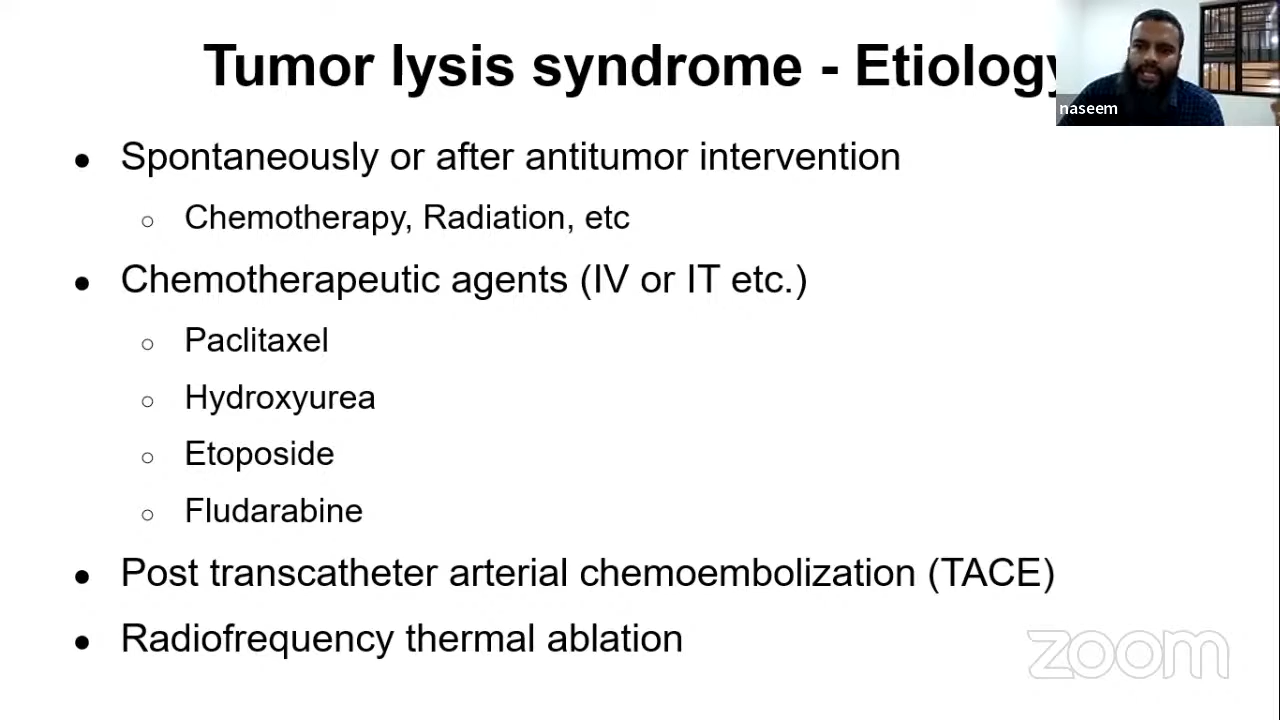 Tumor lysis syndrome - Etiology
naseem
● Spontaneously or after antitumor intervention
○ Chemotherapy, Radiation, etc
● Chemotherapeutic agents (IV or IT etc.)
○ Paclitaxel
○ Hydroxyurea
○ Etoposide
○ Fludarabine
● Post transcatheter arterial chemoembolization (TACE)
● Radiofrequency thermal ablation
zoom